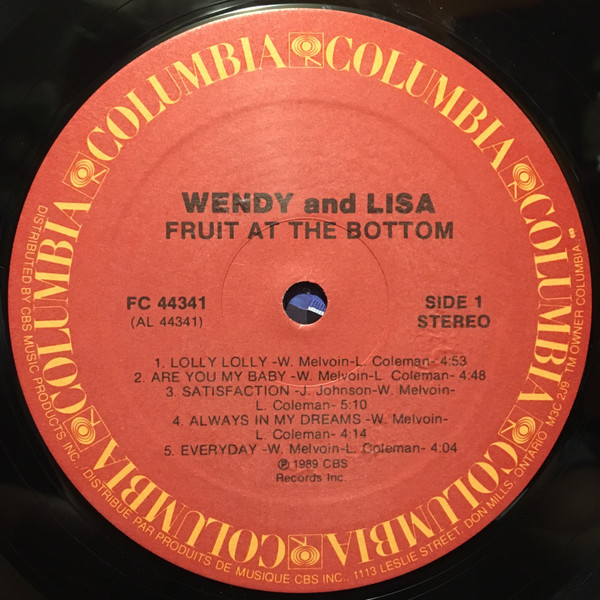 COLUMBIA COLUMBIA COLUMBIA COLUMBIA COLUMBIA COLUMBIA
WENDY and LISA
FRUIT AT THE BOTTOM
FC 44341
(AL 44341)
SIDE 1
STEREO
1. LOLLY LOLLY -W. Melvoin-L. Coleman- 4:53
2. ARE YOU MY BABY -W. Melvoin-L. Coleman- 4:48
3. SATISFACTION -J. Johnson-W. Melvoin-
L. Coleman- 5:10
4. ALWAYS IN MY DREAMS -W. Melvoin-
L. Coleman- 4:14
5. EVERYDAY -W. Melvoin-L. Coleman- 4:04
℗ 1989 CBS
Records Inc.
DISTRIBUTED BY CBS MUSIC PRODUCTS INC., DISTRIBUE PAR PRODUITS DE MUSIQUE CBS INC., 1113 LESLIE STREET, DON MILLS, ONTARIO M3C 2J9 TM OWNER COLUMBIA